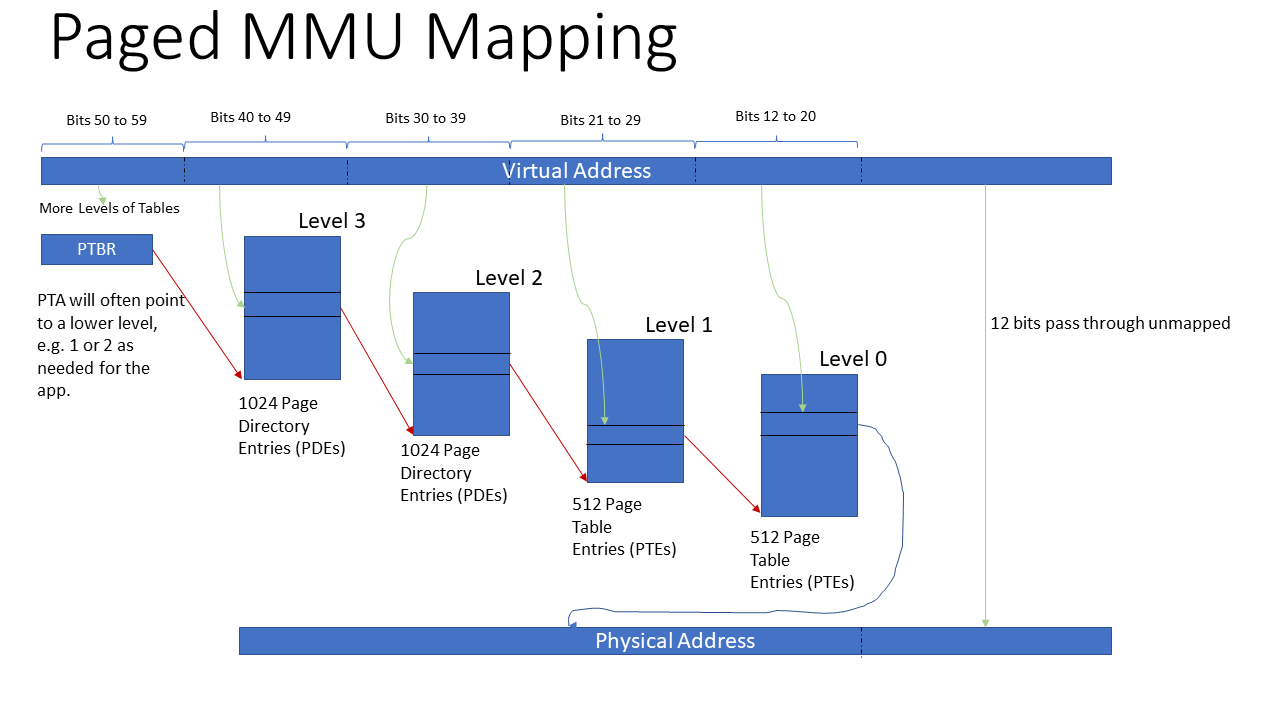 Paged MMU Mapping
Bits 50 to 59
Bits 40 to 49
Bits 30 to 39
Bits 21 to 29
Bits 12 to 20
Virtual Address
More Levels of Tables
PTBR
PTA will often point
to a lower level,
e.g. 1 or 2 as
needed for the
app.
Level 3
1024 Page
Directory
Entries (PDEs)
Level 2
1024 Page
Directory
Entries (PDEs)
Level 1
512 Page
Table
Entries (PTEs)
Level 0
512 Page
Table
Entries (PTEs)
12 bits pass through unmapped
Physical Address